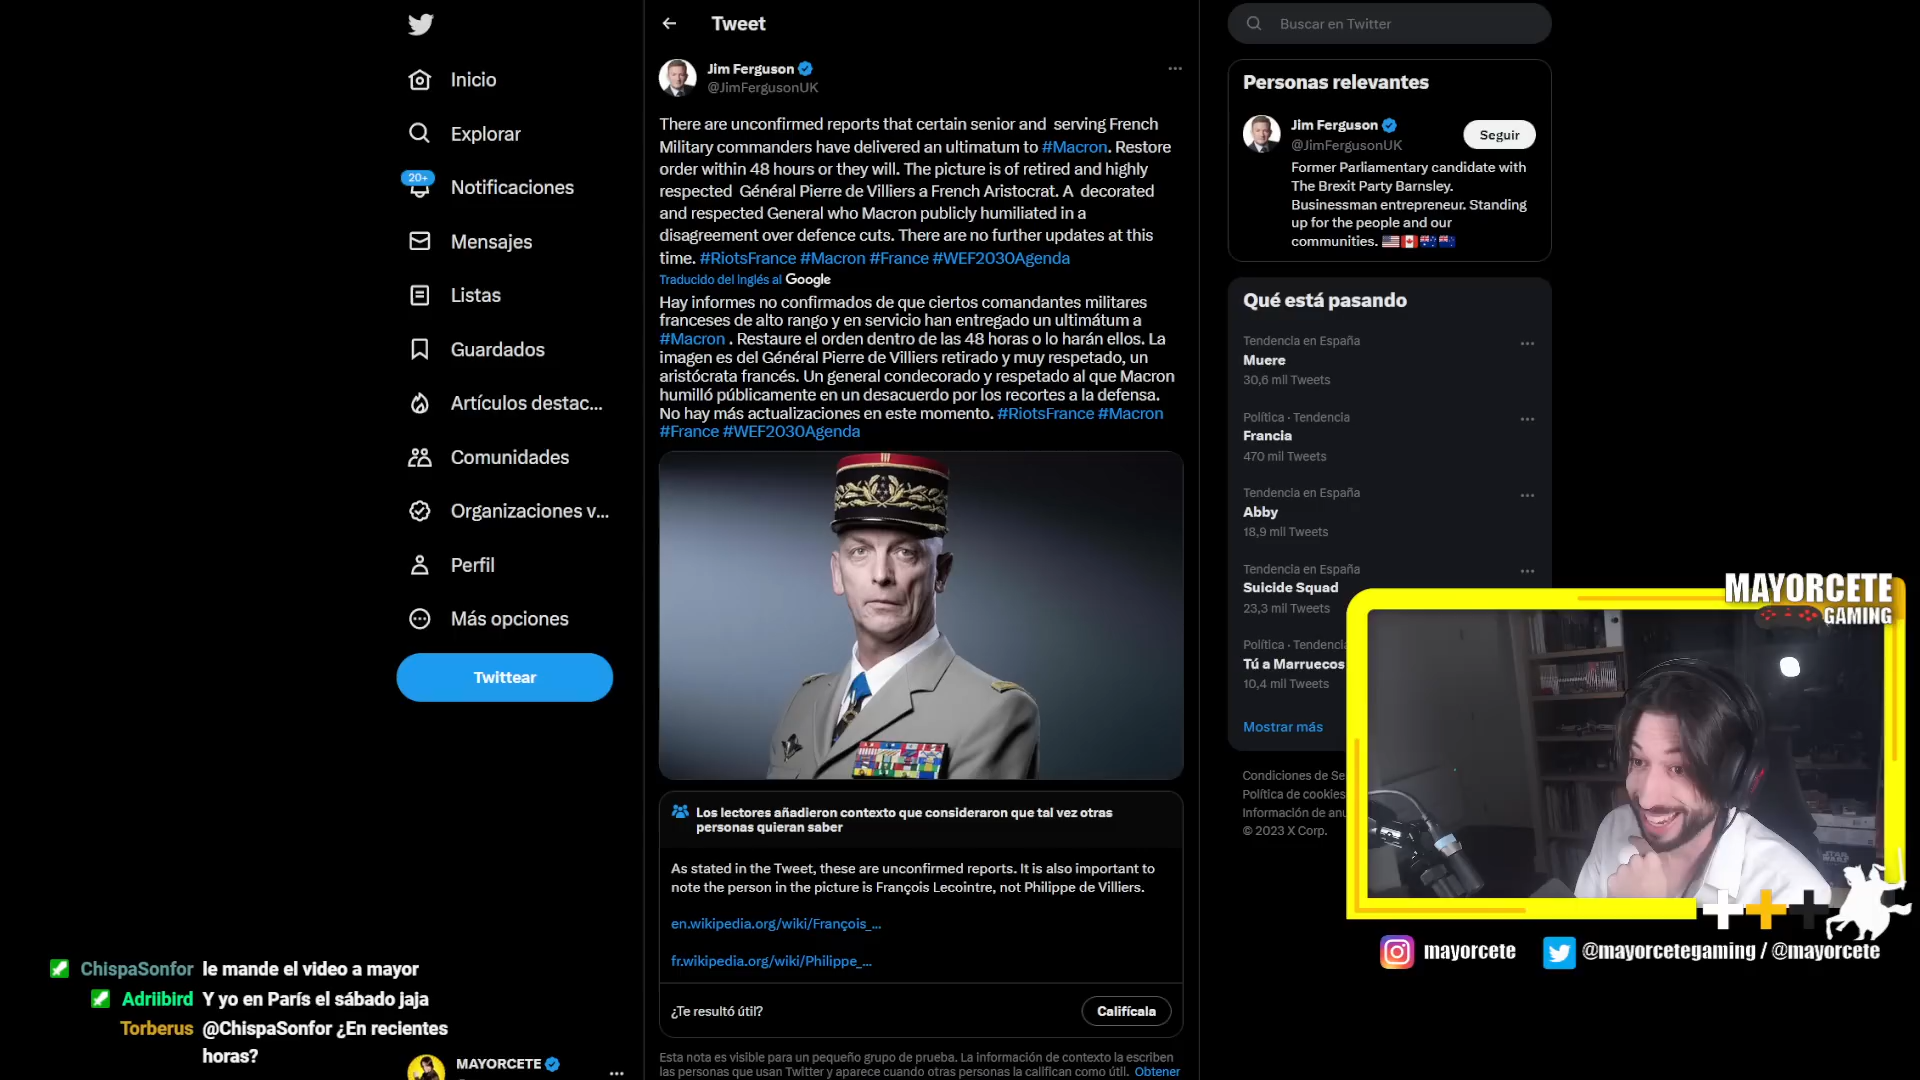 Inicio
Explorar
20+
Notificaciones
Mensajes
Listas
Guardados
Artículos destac...
Comunidades
Organizaciones v...
Perfil
Más opciones
Twittear
MAYORCETE
Tweet
Jim Ferguson
@JimFergusonUK
There are unconfirmed reports that certain senior and serving French
Military commanders have delivered an ultimatum to #Macron. Restore
order within 48 hours or they will. The picture is of retired and highly
respected Général Pierre de Villiers a French Aristocrat. A decorated
and respected General who Macron publicly humiliated in a
disagreement over defence cuts. There are no further updates at this
time. #RiotsFrance #Macron #France #WEF2030Agenda
Traducido del inglés al Google
Hay informes no confirmados de que ciertos comandantes militares
franceses de alto rango y en servicio han entregado un ultimátum a
#Macron . Restaure el orden dentro de las 48 horas o lo harán ellos. La
imagen es del Général Pierre de Villiers retirado y muy respetado, un
aristócrata francés. Un general condecorado y respetado al que Macron
humilló públicamente en un desacuerdo por los recortes a la defensa.
No hay más actualizaciones en este momento. #RiotsFrance #Macron
#France #WEF2030Agenda
Los lectores añadieron contexto que consideraron que tal vez otras
personas quieran saber
As stated in the Tweet, these are unconfirmed reports. It is also important to
note the person in the picture is François Lecointre, not Philippe de Villiers.
en.wikipedia.org/wiki/François_...
fr.wikipedia.org/wiki/Philippe_...
¿Te resultó útil?
Califícala
Esta nota es visible para un pequeño grupo de prueba. La información de contexto la escriben
las personas que usan Twitter y aparece cuando otras personas la califican como útil. Obtener
Buscar en Twitter
Personas relevantes
Jim Ferguson
@JimFergusonUK
Seguir
Former Parliamentary candidate with
The Brexit Party Barnsley.
Businessman entrepreneur. Standing
up for the people and our
communities.
Qué está pasando
Tendencia en España
Muere
30,6 mil Tweets
Política · Tendencia
Francia
470 mil Tweets
Tendencia en España
Abby
18,9 mil Tweets
Tendencia en España
Suicide Squad
23,3 mil Tweets
Política · Tendencia
Tú a Marruecos
10,4 mil Tweets
Mostrar más
Condiciones de Se
Política de cookies
Información de anu
© 2023 X Corp.
MAYORCETE
GAMING
STAR
WARS
mayorcete
@mayorcetegaming / @mayorcete
ChispaSonfor le mande el video a mayor
Adriibird Y yo en París el sábado jaja
Torberus @ChispaSonfor ¿En recientes
horas?